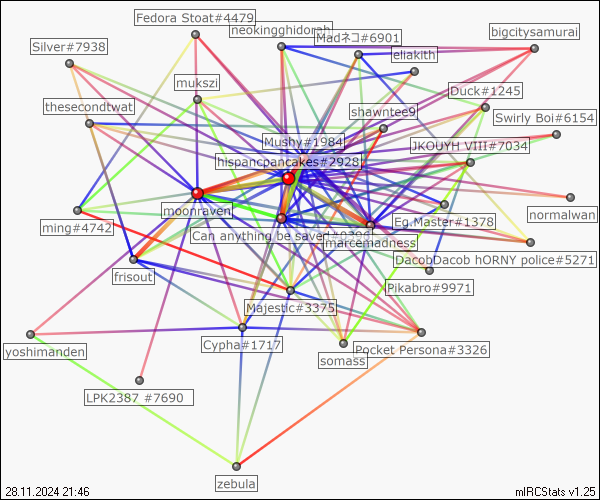 Fedora Stoat#4479
neokingghidorah
Madネコ#6901
bigcitysamurai
Silver#7938
eliakith
mukszi
Duck#1245
thesecondtwat
shawntee9
Swirly Boi#6154
Mushy#1984
JKOUYH VIII#7034
hispancpancakes#2928
moonraven
normalwan
Eg.Master#1378
ming#4742
Can anything be saved
marcemadness
DacobDacob hORNY police#5271
frisout
Pikabro#9971
Majestic#3375
Cypha#1717
yoshimanden
somass
Pocket Persona#3326
LPK2387 #7690
zebula
28.11.2024 21:46
mIRCStats v1.25